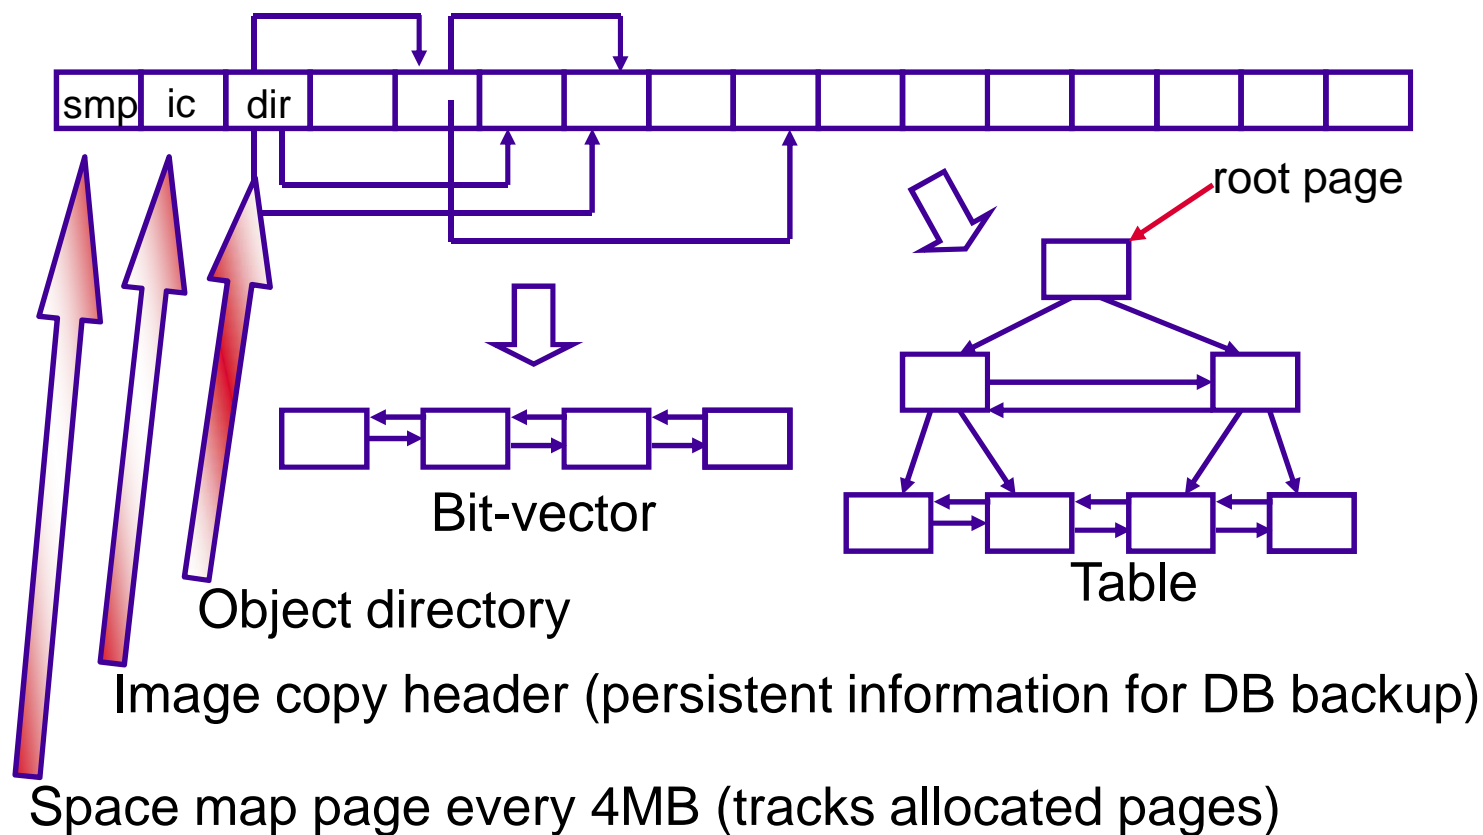 smp ic dir
root page
Bit-vector
Table
Object directory
Image copy header (persistent information for DB backup)
Space map page every 4MB (tracks allocated pages)